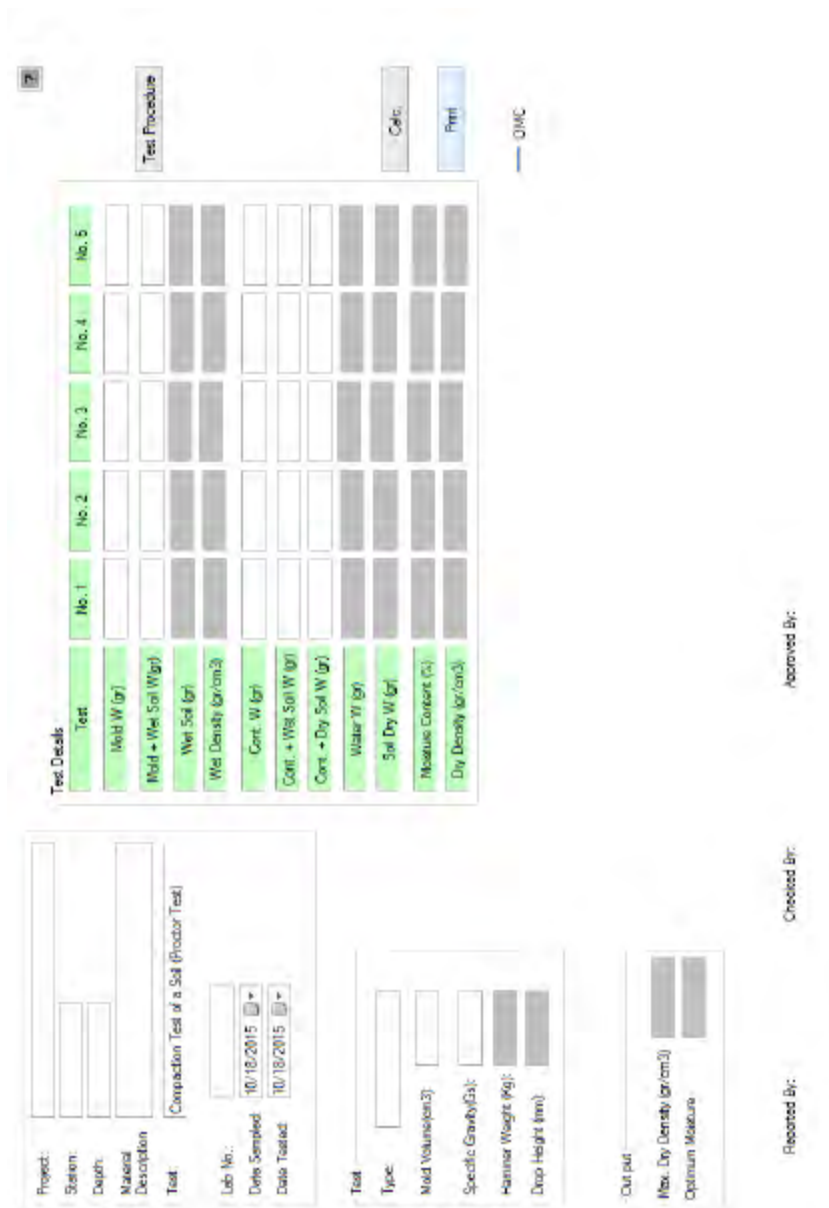 Project:
Station:
Depth:
Material
Description
Test: Compaction Test of a Soil (Proctor Test)
Lab No.:
Date Sampled: 10/18/2015
Date Tested: 10/18/2015
Test
Type:
Mold Volume(cm3):
Specific Gravity(Gs):
Hammer Weight (Kg):
Drop Height (mm):
Out put
Max. Dry Density (gr/cm3)
Optimum Moisture
Test Details
Test No. 1 No. 2 No. 3 No. 4 No. 5
Mold W (gr)
Mold + Wet Soil W(gr)
Wet Soil (gr)
Wet Density (gr/cm3)
Cont. W (gr)
Cont. + Wet Soil W (gr)
Cont. + Dry Soil W (gr)
Water W (gr)
Soil Dry W (gr)
Moisture Content (%)
Dry Density (gr/cm3)
?
Test Procedure
Calc.
Print
OMC
Reported By: Checked By: Approved By: